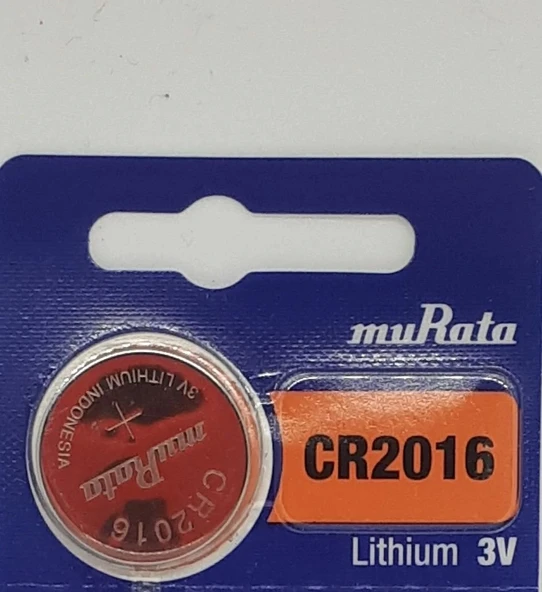 muRata
CR2016
Lithium 3V
3V LITHIUM INDONESIA
+
muRata
CR2016